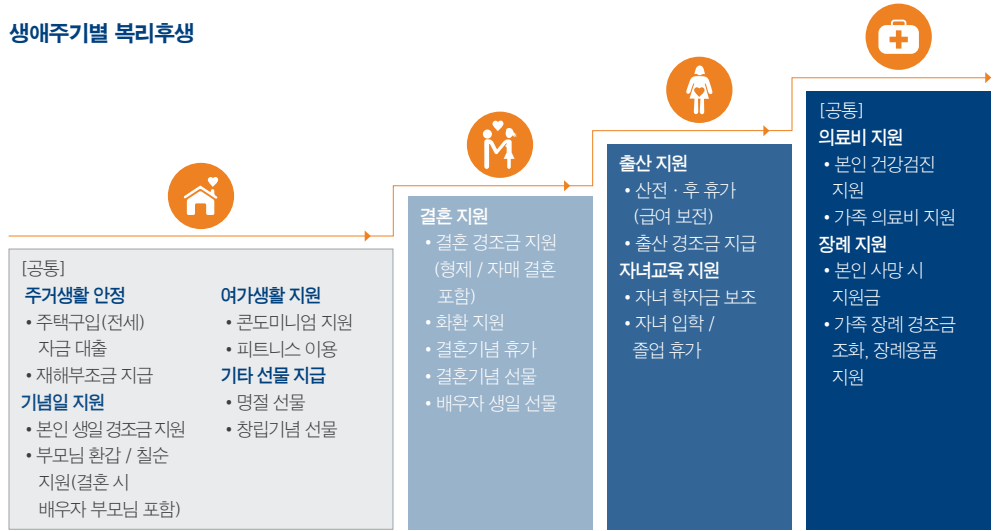 생애주기별 복리후생
[공통]
주거생활 안정
• 주택구입(전세)
자금 대출
• 재해부조금 지급
기념일 지원
• 본인 생일 경조금 지원
• 부모님 환갑 / 칠순
지원(결혼 시
배우자 부모님 포함)
여가생활 지원
• 콘도미니엄 지원
• 피트니스 이용
기타 선물 지급
• 명절 선물
• 창립기념 선물
결혼 지원
• 결혼 경조금 지원
(형제 / 자매 결혼
포함)
• 화환 지원
• 결혼기념 휴가
• 결혼기념 선물
• 배우자 생일 선물
출산 지원
• 산전 · 후 휴가
(급여 보전)
• 출산 경조금 지급
자녀교육 지원
• 자녀 학자금 보조
• 자녀 입학 /
졸업 휴가
[공통]
의료비 지원
• 본인 건강검진
지원
• 가족 의료비 지원
장례 지원
• 본인 사망 시
지원금
• 가족 장례 경조금
조화, 장례용품
지원